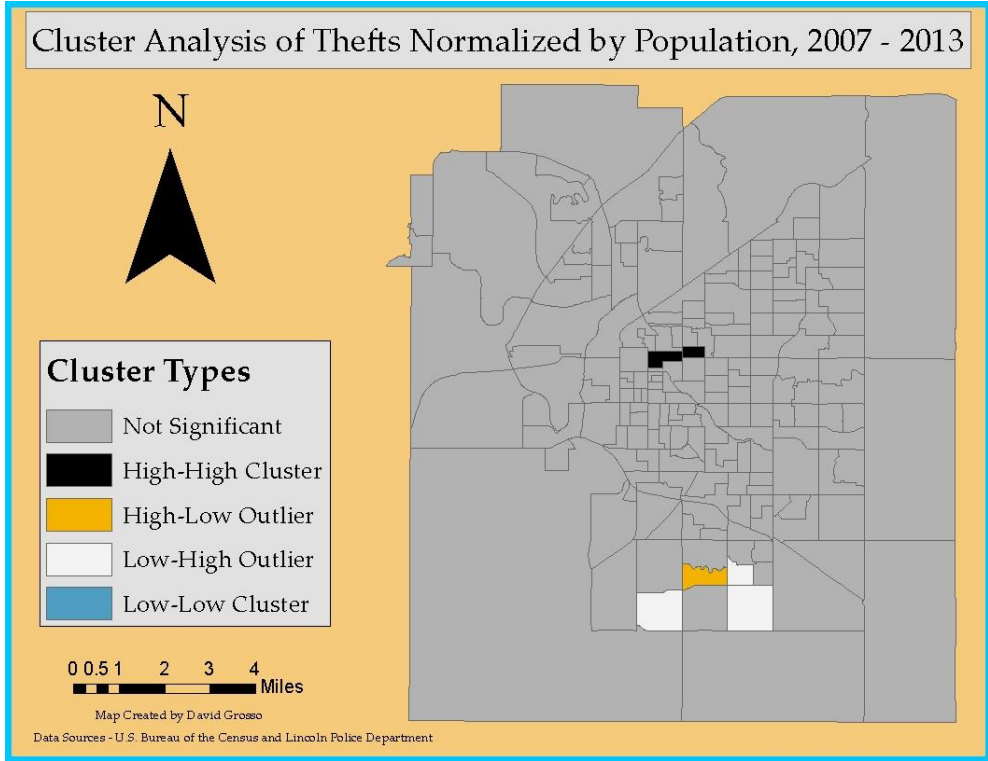 Cluster Analysis of Thefts Normalized by Population, 2007 - 2013
N
Cluster Types
Not Significant
High-High Cluster
High-Low Outlier
Low-High Outlier
Low-Low Cluster
0 0.5 1 2 3 4
Miles
Map Created by David Grosso
Data Sources - U.S. Bureau of the Census and Lincoln Police Department